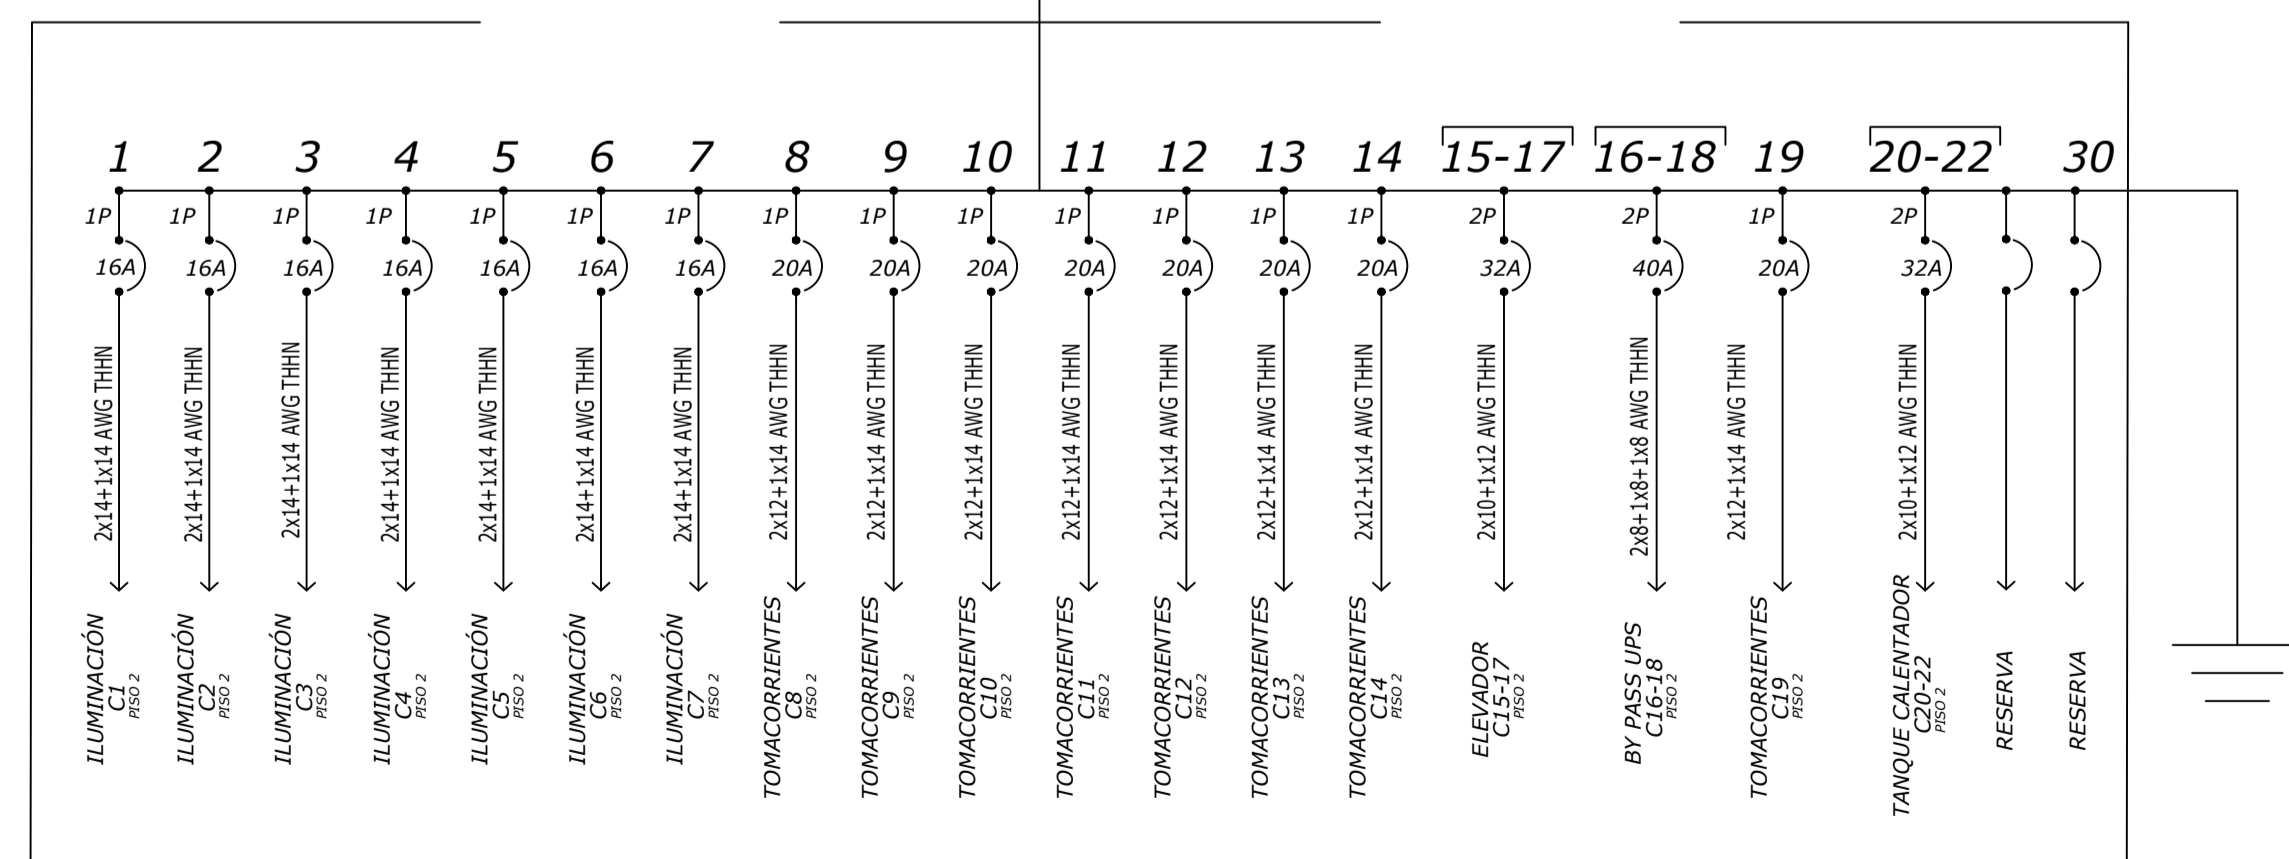 1 2 3 4 5 6 7 8 9 10 11 12 13 14 15-17 16-18 19 20-22 30
1P 1P 1P 1P 1P 1P 1P 1P 1P 1P 1P 1P 1P 1P 2P 2P 1P 2P
16A 16A 16A 16A 16A 16A 16A 20A 20A 20A 20A 20A 20A 20A 32A 40A 20A 32A
2x14+1x14 AWG THHN
2x14+1x14 AWG THHN
2x14+1x14 AWG THHN
2x14+1x14 AWG THHN
2x14+1x14 AWG THHN
2x14+1x14 AWG THHN
2x14+1x14 AWG THHN
2x12+1x14 AWG THHN
2x12+1x14 AWG THHN
2x12+1x14 AWG THHN
2x12+1x14 AWG THHN
2x12+1x14 AWG THHN
2x12+1x14 AWG THHN
2x12+1x14 AWG THHN
2x10+1x12 AWG THHN
2x8+1x8+1x8 AWG THHN
2x12+1x14 AWG THHN
2x10+1x12 AWG THHN
ILUMINACIÓN
C1
PISO 2
ILUMINACIÓN
C2
PISO 2
ILUMINACIÓN
C3
PISO 2
ILUMINACIÓN
C4
PISO 2
ILUMINACIÓN
C5
PISO 2
ILUMINACIÓN
C6
PISO 2
ILUMINACIÓN
C7
PISO 2
TOMACORRIENTES
C8
PISO 2
TOMACORRIENTES
C9
PISO 2
TOMACORRIENTES
C10
PISO 2
TOMACORRIENTES
C11
PISO 2
TOMACORRIENTES
C12
PISO 2
TOMACORRIENTES
C13
PISO 2
TOMACORRIENTES
C14
PISO 2
ELEVADOR
C15-17
PISO 2
BY PASS UPS
C16-18
PISO 2
TOMACORRIENTES
C19
PISO 2
TANQUE CALENTADOR
C20-22
PISO 2
RESERVA
RESERVA